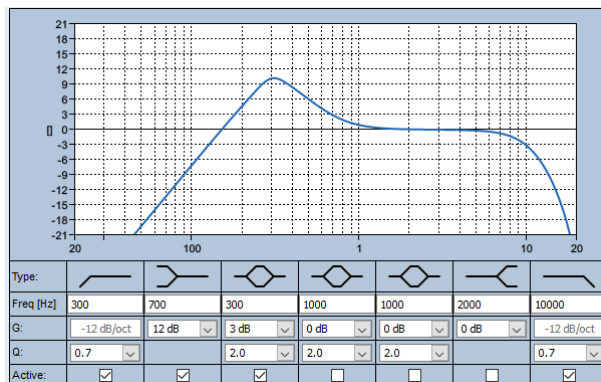 21
18
15
12
9
6
3
[] 0
-3
-6
-9
-12
-15
-18
-21
20 100 1 10 20
Type:
Freq [Hz] 300 700 300 1000 1000 2000 10000
G: -12 dB/oct 12 dB 3 dB 0 dB 0 dB 0 dB -12 dB/oct
Q: 0.7 2.0 2.0 2.0 0.7
Active: